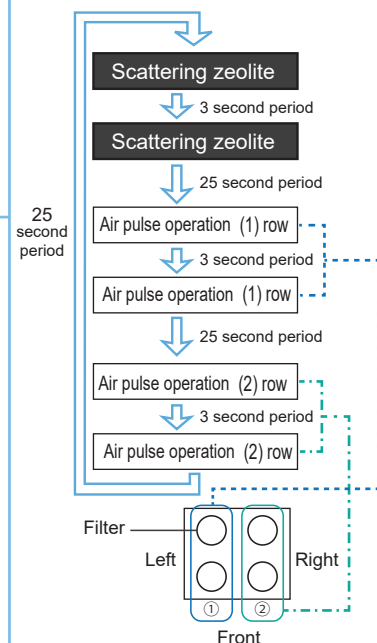 Scattering zeolite
3 second period
Scattering zeolite
25 second period
25
second
period
Air pulse operation (1) row
3 second period
Air pulse operation (1) row
25 second period
Air pulse operation (2) row
3 second period
Air pulse operation (2) row
Filter
Left
Right
① ②
Front